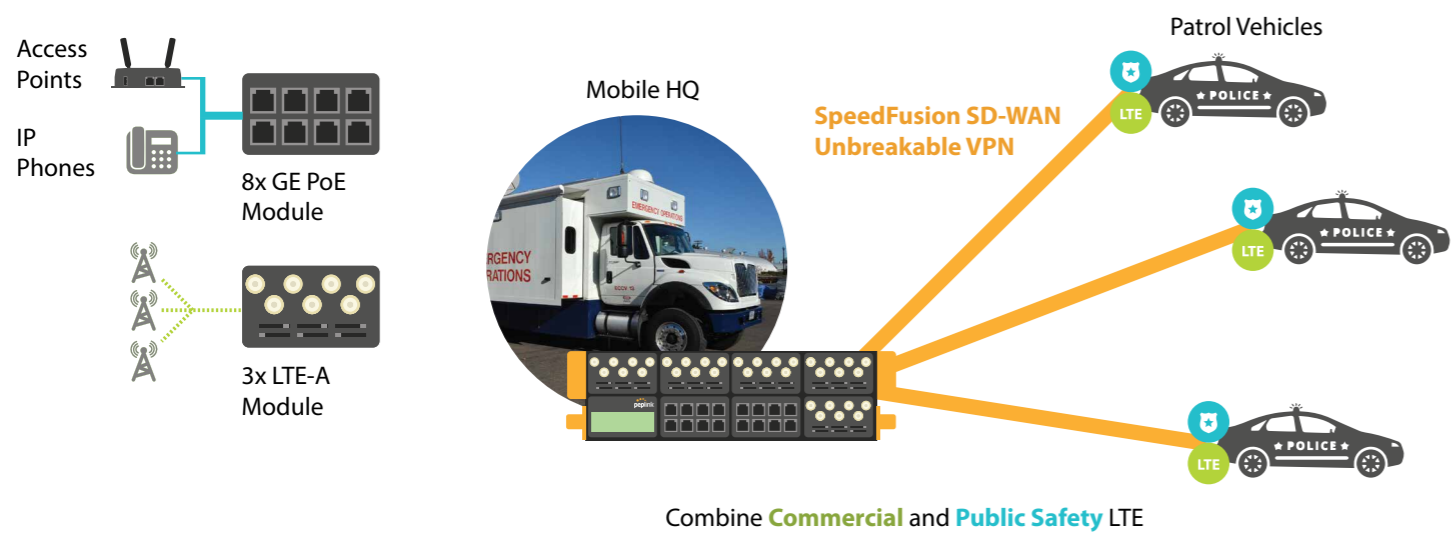 Access
Points
IP
Phones
8x GE PoE
Module
3x LTE-A
Module
Mobile HQ
EMERGENCY OPERATIONS
RGENCY
RATIONS
peplink
SpeedFusion SD-WAN
Unbreakable VPN
Patrol Vehicles
LTE
POLICE
LTE
POLICE
LTE
POLICE
Combine Commercial and Public Safety LTE